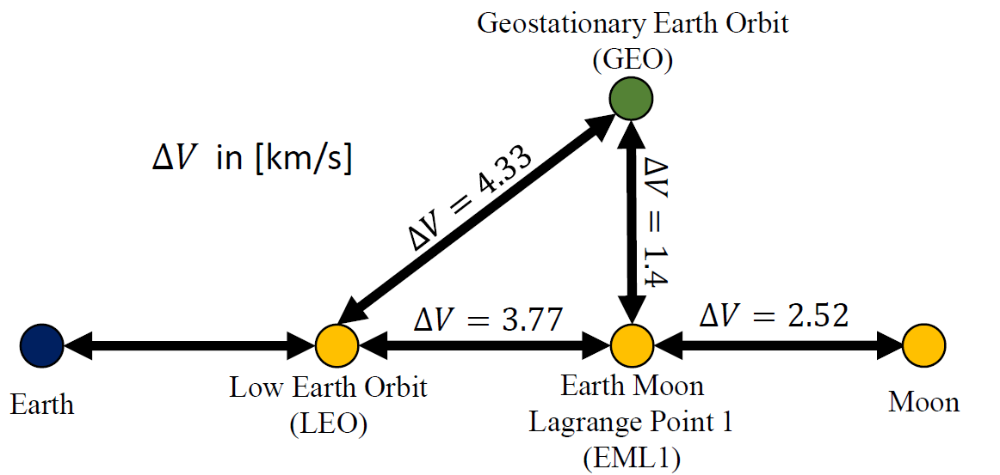 Geostationary Earth Orbit
(GEO)
ΔV in [km/s]
ΔV = 4.33
ΔV = 1.4
ΔV = 3.77
ΔV = 2.52
Earth
Low Earth Orbit
(LEO)
Earth Moon
Lagrange Point 1
(EML1)
Moon